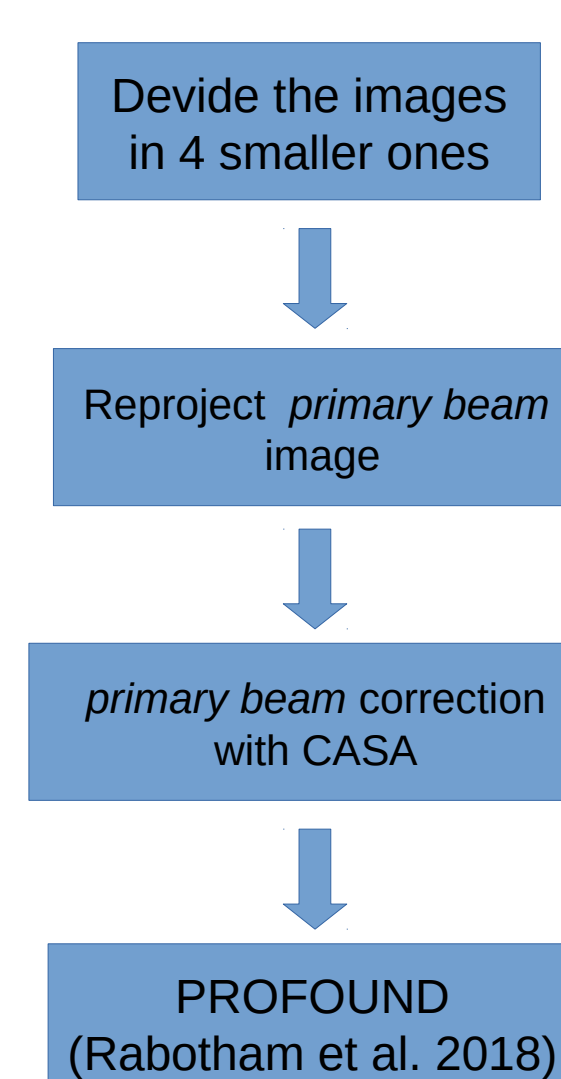 Devide the images
in 4 smaller ones
Reproject primary beam
image
primary beam correction
with CASA
PROFOUND
(Rabotham et al. 2018)